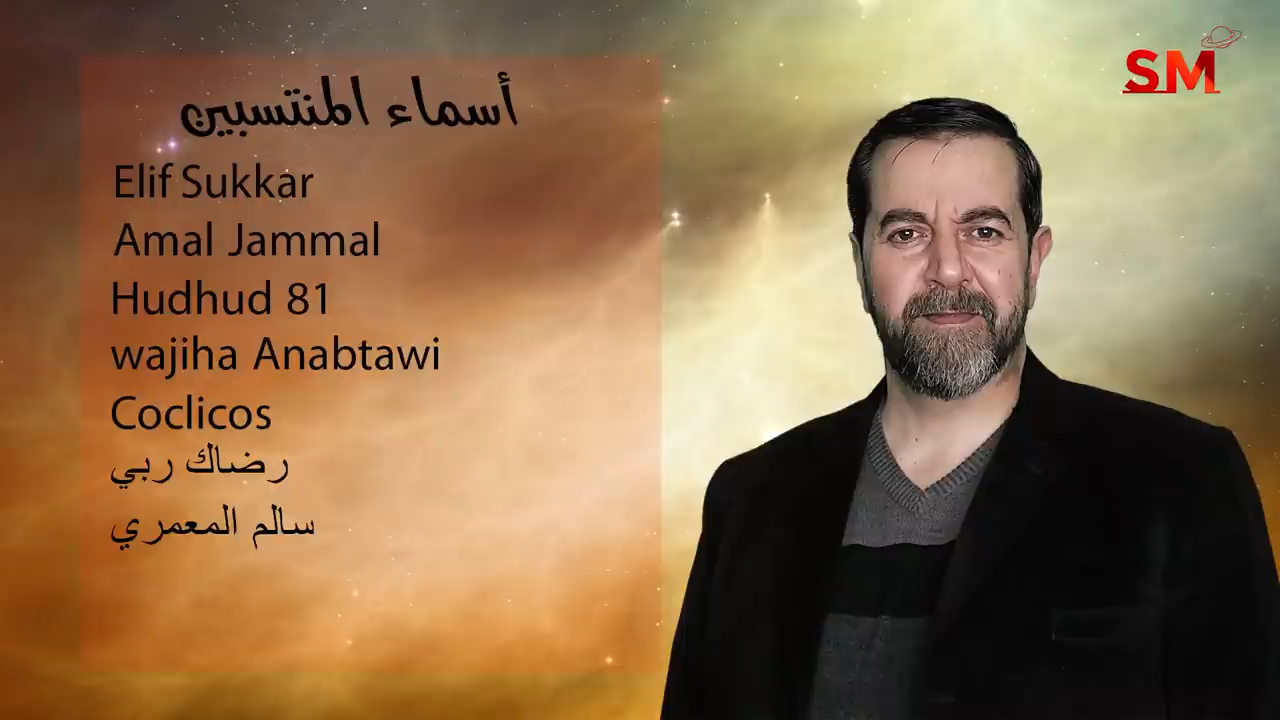 أسماء المنتسبين
SM
Elif Sukkar
Amal Jammal
Hudhud 81
wajiha Anabtawi
Coclicos
رضاك ربي
سالم المعمري